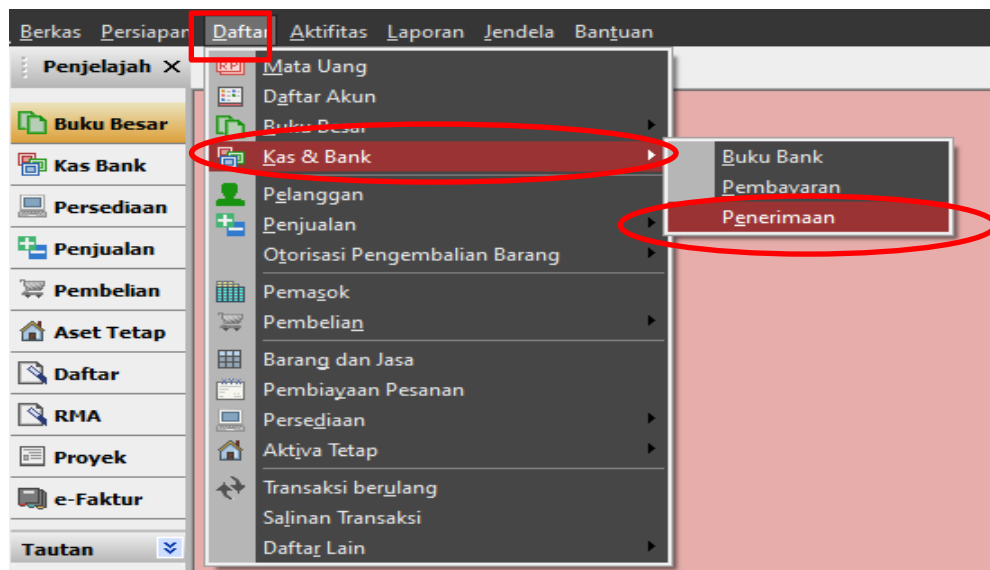 Berkas Persiapan Daftar Aktifitas Laporan Jendela Bantuan
Penjelajah
Buku Besar
Kas Bank
Persediaan
Penjualan
Pembelian
Aset Tetap
Daftar
RMA
Proyek
e-Faktur
Tautan
RP Mata Uang
Daftar Akun
Buku Besar
Kas & Bank
Pelanggan
Penjualan
Otorisasi Pengembalian Barang
Pemasok
Pembelian
Barang dan Jasa
Pembiayaan Pesanan
Persediaan
Aktiva Tetap
Transaksi berulang
Salinan Transaksi
Daftar Lain
Buku Bank
Pembayaran
Penerimaan